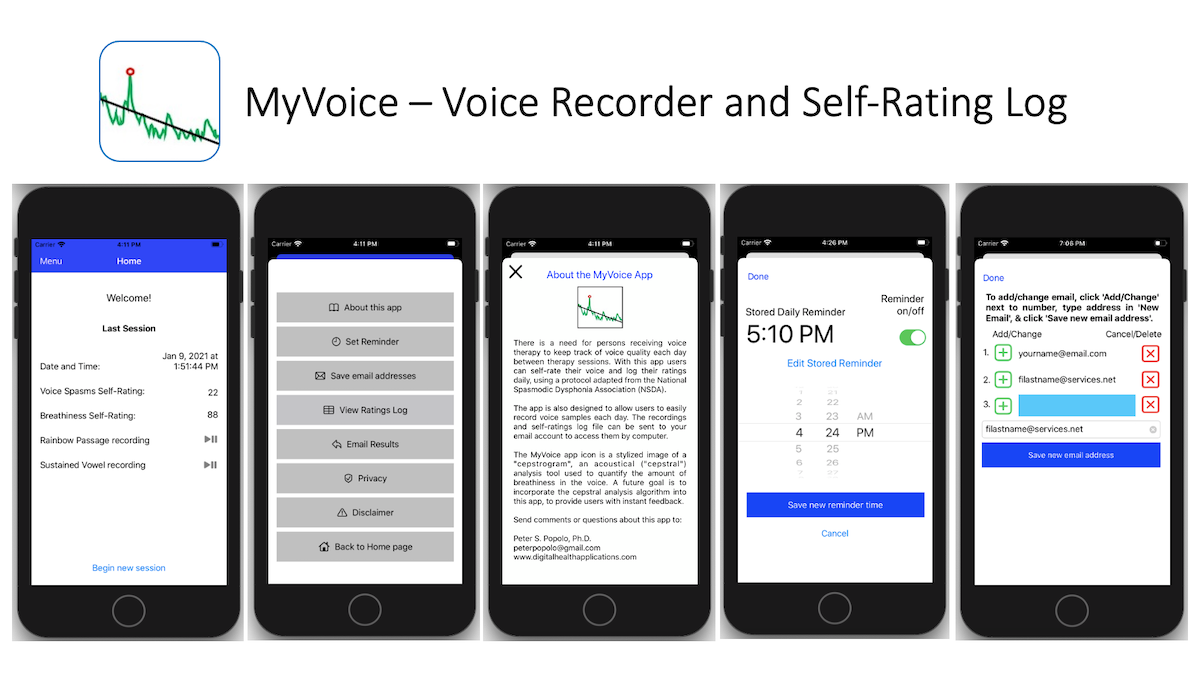 MyVoice – Voice Recorder and Self-Rating Log
Carrier 4:11 PM
Menu Home
Welcome!
Last Session
Date and Time: Jan 9, 2021 at
1:51:44 PM
Voice Spasms Self-Rating: 22
Breathiness Self-Rating: 88
Rainbow Passage recording
Sustained Vowel recording
Begin new session
Carrier 4:11 PM
About this app
Set Reminder
Save email addresses
View Ratings Log
Email Results
Privacy
Disclaimer
Back to Home page
Carrier 4:11 PM
About the MyVoice App
There is a need for persons receiving voice
therapy to keep track of voice quality each day
between therapy sessions. With this app users
can self-rate their voice and log their ratings
daily, using a protocol adapted from the National
Spasmodic Dysphonia Association (NSDA).
The app is also designed to allow users to easily
record voice samples each day. The recordings
and self-ratings log file can be sent to your
email account to access them by computer.
The MyVoice app icon is a stylized image of a
"cepstrogram", an acoustical ("cepstral")
analysis tool used to quantify the amount of
breathiness in the voice. A future goal is to
incorporate the cepstral analysis algorithm into
this app, to provide users with instant feedback.
Send comments or questions about this app to:
Peter S. Popolo, Ph.D.
peterpopolo@gmail.com
www.digitalhealthapplications.com
Carrier 4:26 PM
Done
Reminder
on/off
Stored Daily Reminder
5:10 PM
Edit Stored Reminder
1 21
2 22
3 23 AM
4 24 PM
5 25
6 26
7 27
Save new reminder time
Cancel
Carrier 7:06 PM
Done
To add/change email, click 'Add/Change'
next to number, type address in 'New
Email', & click 'Save new email address'.
Add/Change Cancel/Delete
1. yourname@email.com
2. filastname@services.net
3.
filastname@services.net
Save new email address